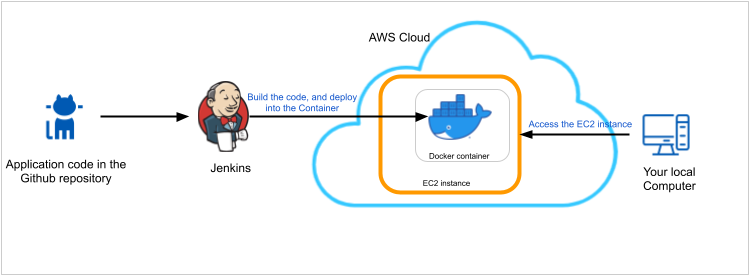 AWS Cloud
Build the code, and deploy
into the Container
Access the EC2 instance
Docker container
EC2 instance
Application code in the
Github repository
Jenkins
Your local
Computer